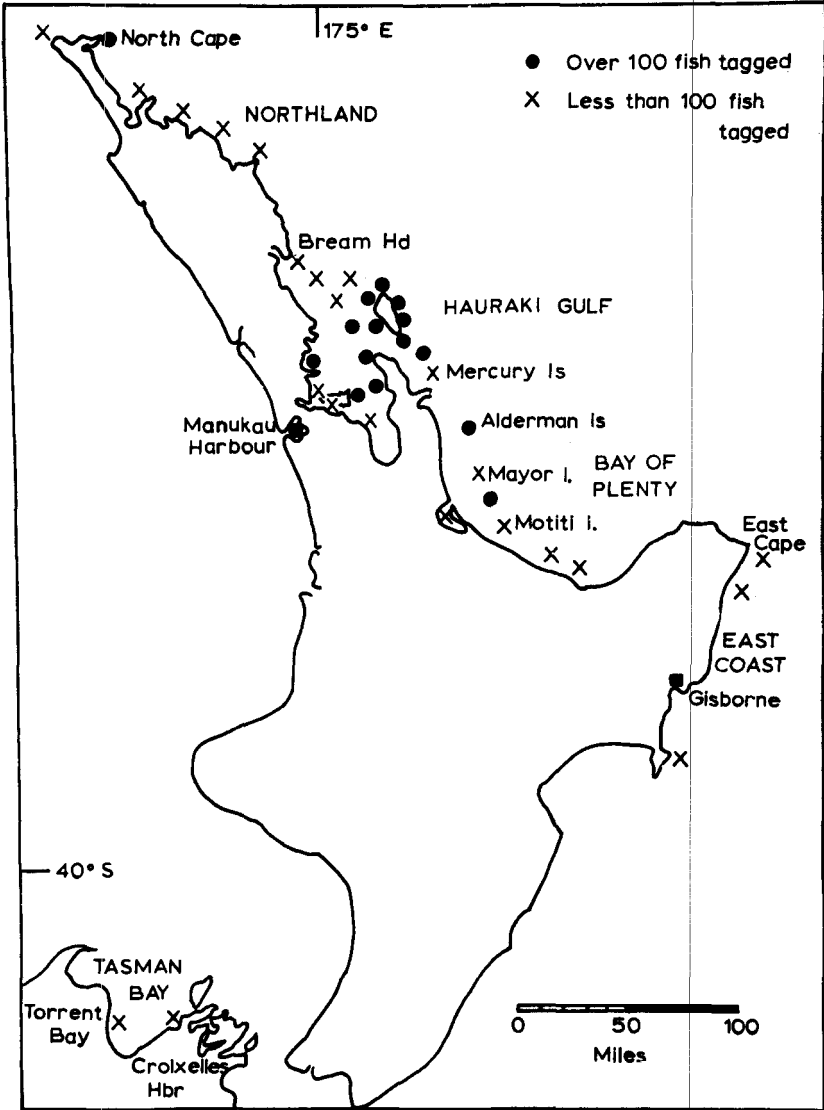 175° E
North Cape
● Over 100 fish tagged
X Less than 100 fish
tagged
NORTHLAND
Bream Hd
HAURAKI GULF
Mercury Is
Manukau
Harbour
Alderman Is
Mayor I.
BAY OF
PLENTY
Motiti i.
East
Cape
EAST
COAST
Gisborne
40° S
TASMAN
BAY
Torrent
Bay
Croixelles
Hbr
0 50 100
Miles